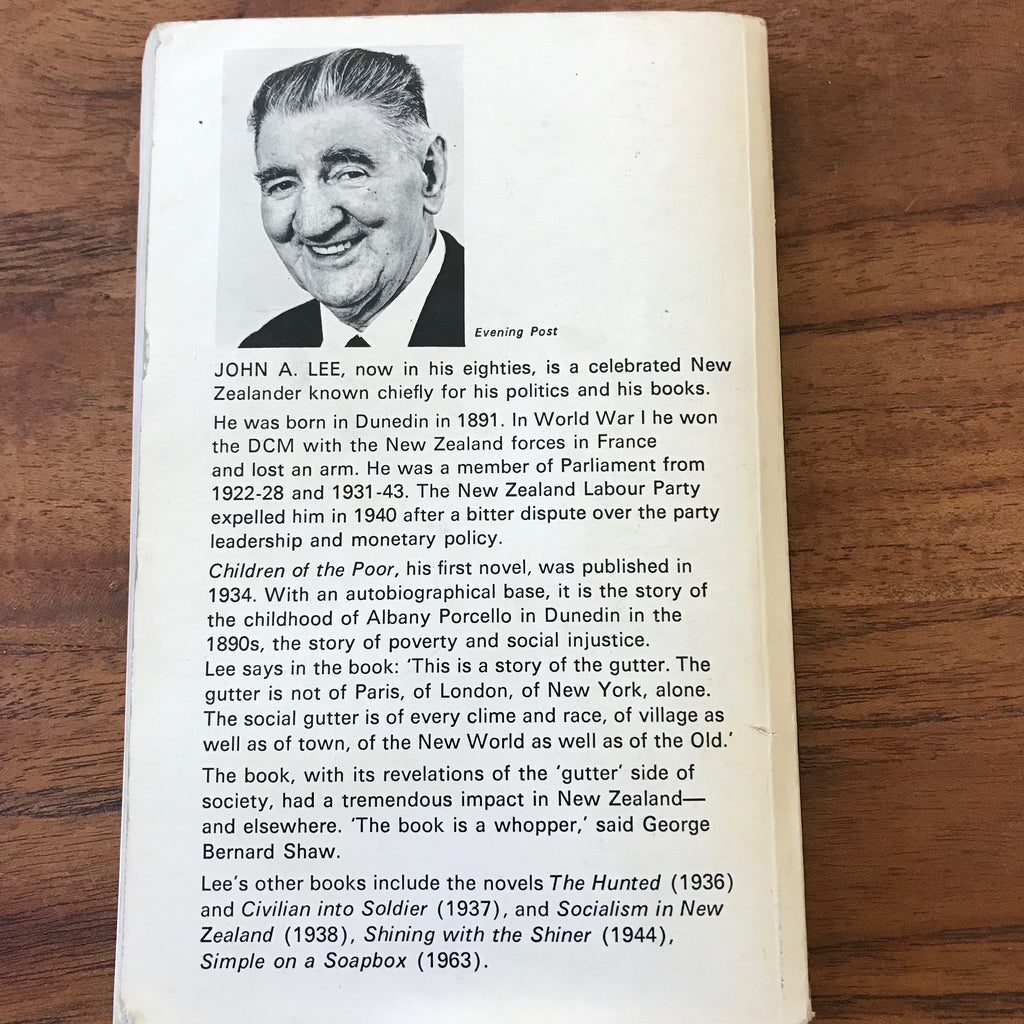 Evening Post
JOHN A. LEE, now in his eighties, is a celebrated New
Zealander known chiefly for his politics and his books.
He was born in Dunedin in 1891. In World War I he won
the DCM with the New Zealand forces in France
and lost an arm. He was a member of Parliament from
1922-28 and 1931-43. The New Zealand Labour Party
expelled him in 1940 after a bitter dispute over the party
leadership and monetary policy.
Children of the Poor, his first novel, was published in
1934. With an autobiographical base, it is the story of
the childhood of Albany Porcello in Dunedin in the
1890s, the story of poverty and social injustice.
Lee says in the book: 'This is a story of the gutter. The
gutter is not of Paris, of London, of New York, alone.
The social gutter is of every clime and race, of village as
well as of town, of the New World as well as of the Old.'
The book, with its revelations of the 'gutter' side of
society, had a tremendous impact in New Zealand—
and elsewhere. 'The book is a whopper,' said George
Bernard Shaw.
Lee's other books include the novels The Hunted (1936)
and Civilian into Soldier (1937), and Socialism in New
Zealand (1938), Shining with the Shiner (1944),
Simple on a Soapbox (1963).